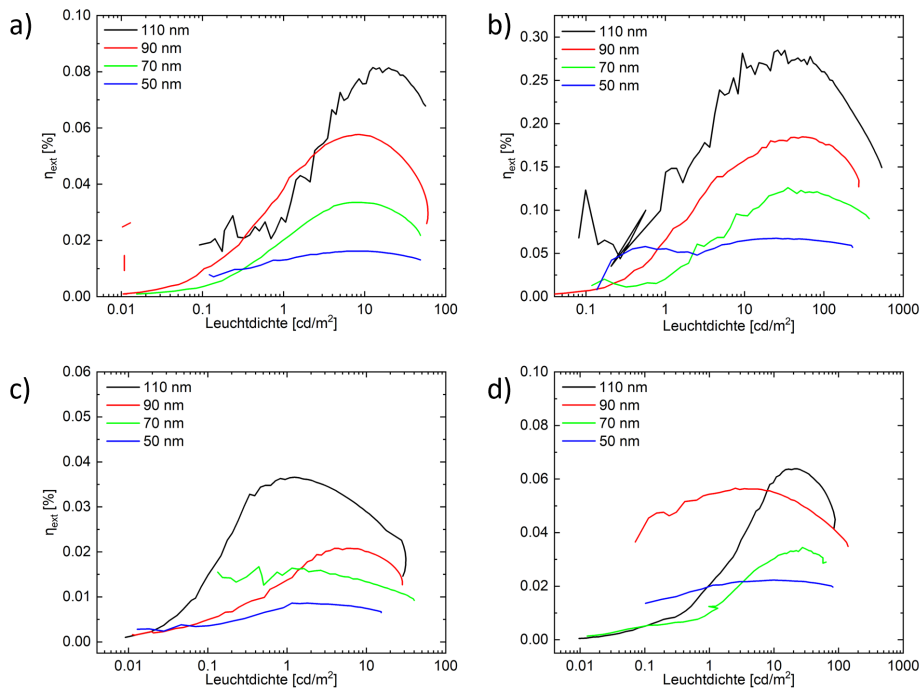 a)
110 nm
90 nm
70 nm
50 nm
0.00
0.02
0.04
0.06
0.08
0.10
ηext [%]
0.01
0.1
1
10
100
Leuchtdichte [cd/m²]
b)
110 nm
90 nm
70 nm
50 nm
0.00
0.05
0.10
0.15
0.20
0.25
0.30
ηext [%]
0.1
1
10
100
1000
Leuchtdichte [cd/m²]
c)
110 nm
90 nm
70 nm
50 nm
0.00
0.01
0.02
0.03
0.04
0.05
0.06
ηext [%]
0.01
0.1
1
10
100
Leuchtdichte [cd/m²]
d)
110 nm
90 nm
70 nm
50 nm
0.00
0.02
0.04
0.06
0.08
0.10
ηext [%]
0.01
0.1
1
10
100
1000
Leuchtdichte [cd/m²]